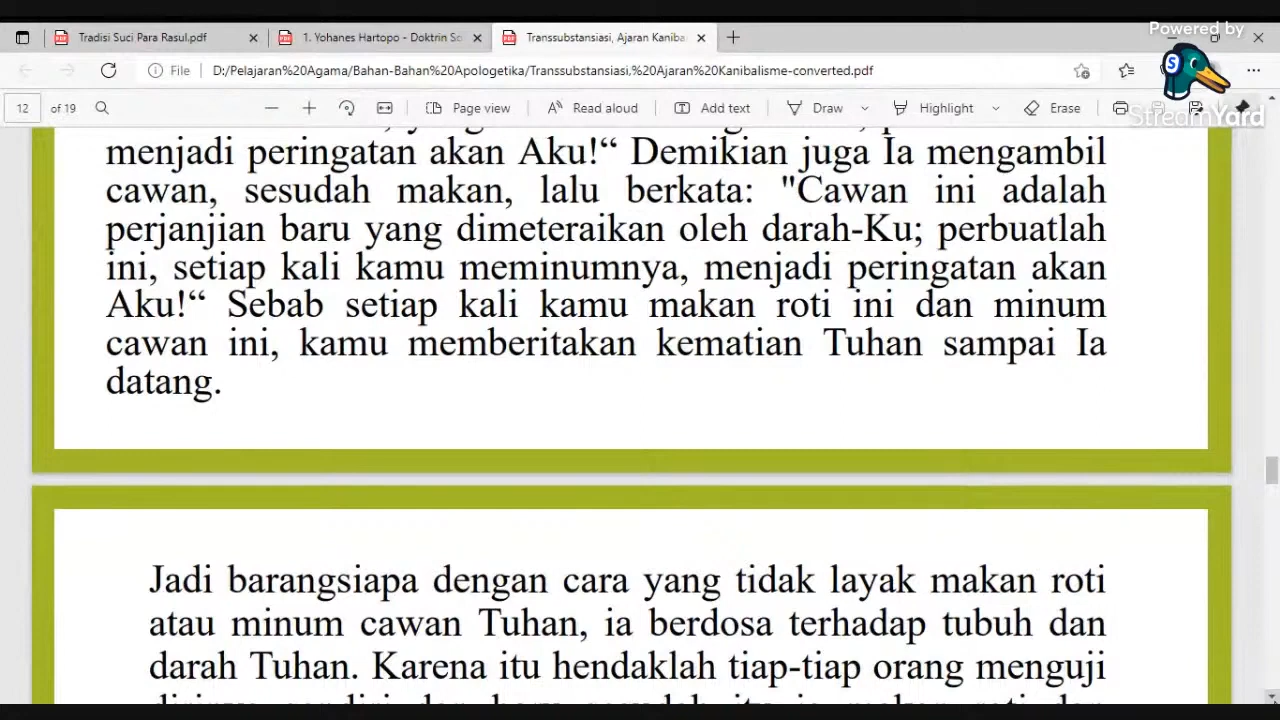 Powered by
Tradisi Suci Para Rasul.pdf
1. Yohanes Hartopo - Doktrin So
Transsubstansiasi, Ajaran Kaniba
File
D:/Pelajaran%20Agama/Bahan-Bahan%20Apologetika/Transsubstansiasi,%20Ajaran%20Kanibalisme-converted.pdf
12 of 19
Page view
Read aloud
Add text
Draw
Highlight
Erase
StreamYard
menjadi peringatan akan Aku!“ Demikian juga Ia mengambil
cawan, sesudah makan, lalu berkata: "Cawan ini adalah
perjanjian baru yang dimeteraikan oleh darah-Ku; perbuatlah
ini, setiap kali kamu meminumnya, menjadi peringatan akan
Aku!“ Sebab setiap kali kamu makan roti ini dan minum
cawan ini, kamu memberitakan kematian Tuhan sampai Ia
datang.
Jadi barangsiapa dengan cara yang tidak layak makan roti
atau minum cawan Tuhan, ia berdosa terhadap tubuh dan
darah Tuhan. Karena itu hendaklah tiap-tiap orang menguji